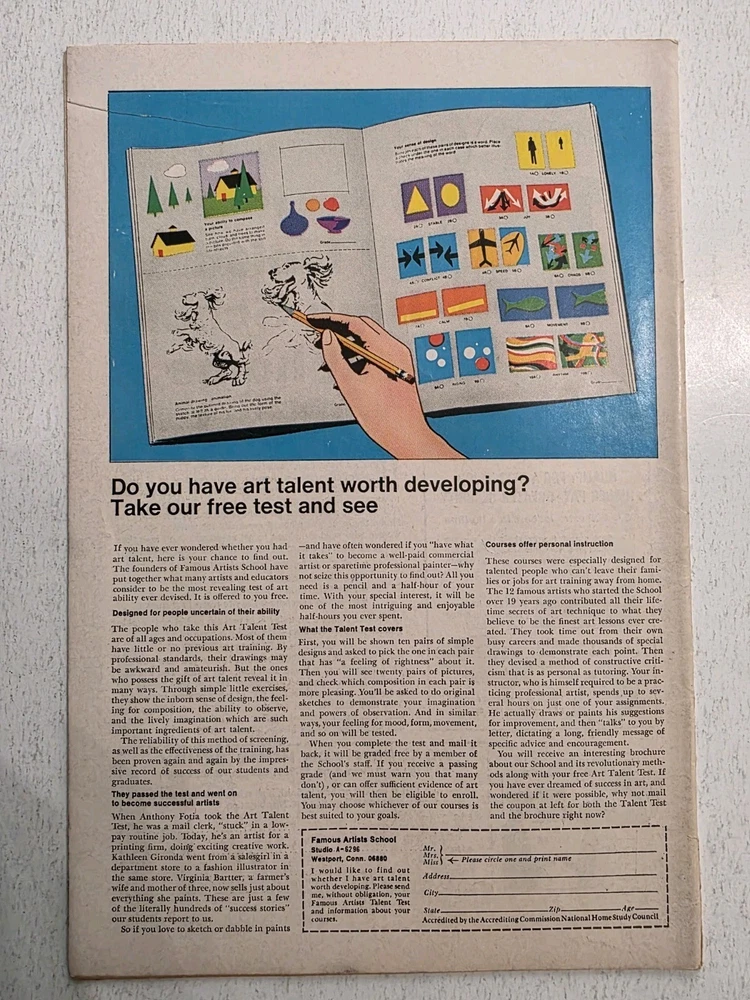 Your sense of design
LONELY
Your ability to compose
a picture
STABLE
CONFLICT
SPEED
CHAOS
CALM
MOVEMENT
Grade
Do you have art talent worth developing?
Take our free test and see
If you have ever wondered whether you had
art talent, here is your chance to find out.
The founders of Famous Artists School have
put together what many artists and educators
consider to be the most revealing test of art
ability ever devised. It is offered to you free.
Designed for people uncertain of their ability
The people who take this Art Talent Test
are of all ages and occupations. Most of them
have little or no previous art training. By
professional standards, their drawings may
be awkward and amateurish. But the ones
who possess the gift of art talent reveal it in
many ways. Through simple little exercises,
they show the inborn sense of design, the feel-
ing for composition, the ability to observe,
and the lively imagination which are such
important ingredients of art talent.
The reliability of this method of screening,
as well as the effectiveness of the training, has
been proven again and again by the impres-
sive record of success of our students and
graduates.
They passed the test and went on
to become successful artists
When Anthony Fotia took the Art Talent
Test, he was a mail clerk, "stuck" in a low-
pay routine job. Today, he's an artist for a
printing firm, doing exciting creative work.
Kathleen Gironda went from a salesgirl in a
department store to a fashion illustrator in
the same store. Virginia Bartter, a farmer's
wife and mother of three, now sells just about
everything she paints. These are just a few
of the literally hundreds of "success stories"
our students report to us.
So if you love to sketch or dabble in paints
—and have often wondered if you "have what
it takes" to become a well-paid commercial
artist or sparetime professional painter—why
not seize this opportunity to find out? All you
need is a pencil and a half-hour of your
time. With your special interest, it will be
one of the most intriguing and enjoyable
half-hours you ever spent.
What the Talent Test covers
First, you will be shown ten pairs of simple
designs and asked to pick the one in each pair
that has "a feeling of rightness" about it.
Then you will see twenty pairs of pictures,
and check which composition in each pair is
more pleasing. You'll be asked to do original
sketches to demonstrate your imagination
and powers of observation. And in similar
ways, your feeling for mood, form, movement,
and so on will be tested.
When you complete the test and mail it
back, it will be graded free by a member of
the School's staff. If you receive a passing
grade (and we must warn you that many
don't), or can offer sufficient evidence of art
talent, you will then be eligible to enroll.
You may choose whichever of our courses is
best suited to your goals.
Courses offer personal instruction
These courses were especially designed for
talented people who can't leave their fami-
lies or jobs for art training away from home.
The 12 famous artists who started the School
over 19 years ago contributed all their life-
time secrets of art technique to what they
believe to be the finest art lessons ever cre-
ated. They took time out from their own
busy careers and made thousands of special
drawings to demonstrate each point. Then
they devised a method of constructive criti-
cism that is as personal as tutoring. Your in-
structor, who is himself required to be a prac-
ticing professional artist, spends up to sev-
eral hours on just one of your assignments.
He actually draws or paints his suggestions
for improvement, and then "talks" to you by
letter, dictating a long, friendly message of
specific advice and encouragement.
You will receive an interesting brochure
about our School and its revolutionary meth-
ods along with your free Art Talent Test. If
you have ever dreamed of success in art, and
wondered if it were possible, why not mail
the coupon at left for both the Talent Test
and the brochure right now?
Famous Artists School
Studio A-6296
Westport, Conn. 06880
I would like to find out
whether I have art talent
worth developing. Please send
me, without obligation, your
Famous Artists Talent Test
and information about your
courses.
Mr.
Mrs.
Miss
Please circle one and print name
Address
City
State Zip Age
Accredited by the Accrediting Commission National Home Study Council